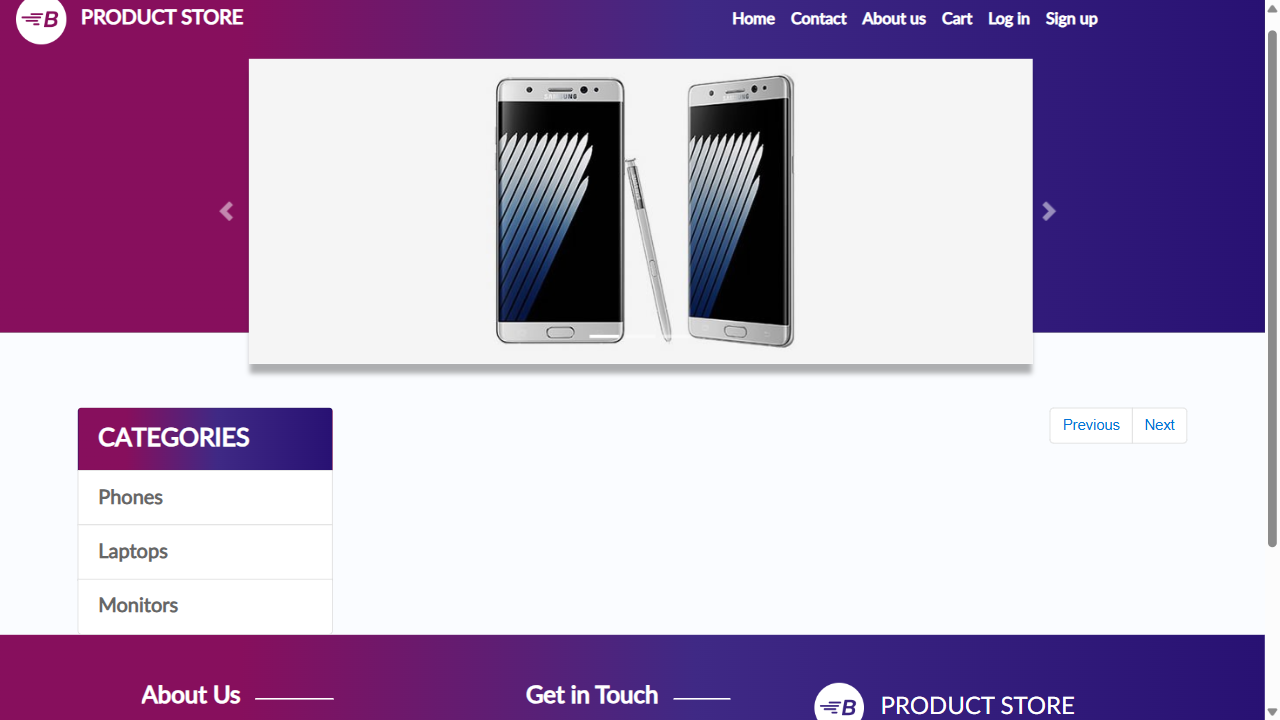 B PRODUCT STORE Home Contact About us Cart Log in Sign up
SAMSUNG SAMSUNG
Previous Next
CATEGORIES
Phones
Laptops
Monitors
About Us Get in Touch B PRODUCT STORE